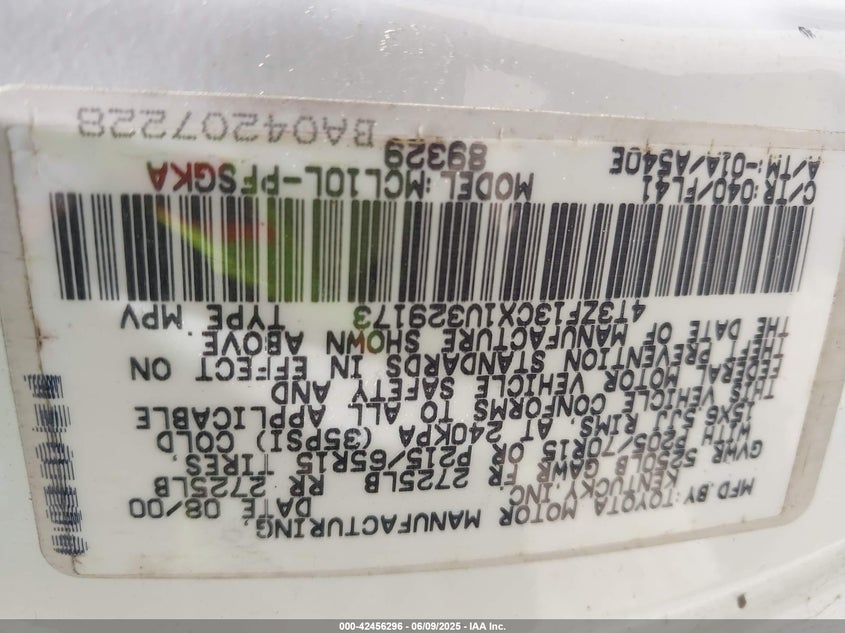 MFD.BY:TOYOTA MOTOR MANUFACTURING,
KENTUCKY,INC. DATE, 08/00
GVWR 5250LB GAWR FR 2725LB RR 2725LB
WITH P205/70R15 OR P215/65R15 TIRES,
15X6.5JJ RIMS, AT 240KPA (35PSI) COLD
THIS VEHICLE CONFORMS TO ALL APPLICABLE
FEDERAL MOTOR VEHICLE SAFETY AND
THEFT PREVENTION STANDARDS IN EFFECT ON
THE DATE OF MANUFACTURE SHOWN ABOVE.
4T3ZF13CX1U329173 TYPE MPV
C/TR:040/FL41 MODEL:MCL10L-PFSGKA
A/TM:-01A/A540E 89329
BA04207228
000-42456296 | 06/09/2025 - IAA Inc.